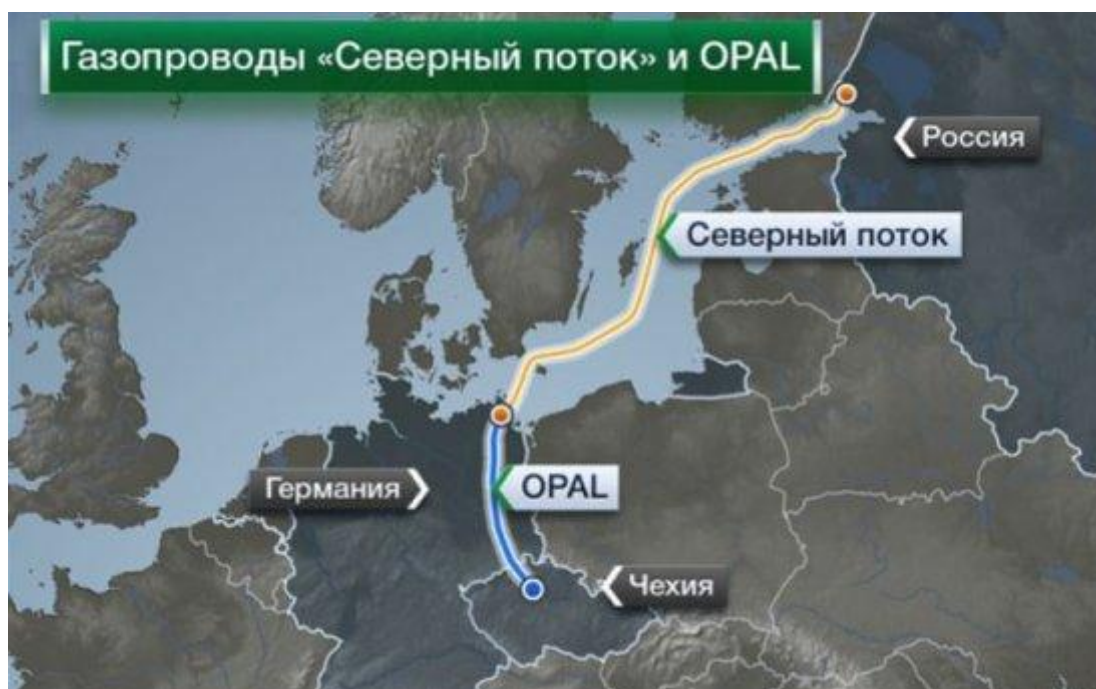 Газопроводы «Северный поток» и OPAL
Россия
Северный поток
Германия
OPAL
Чехия